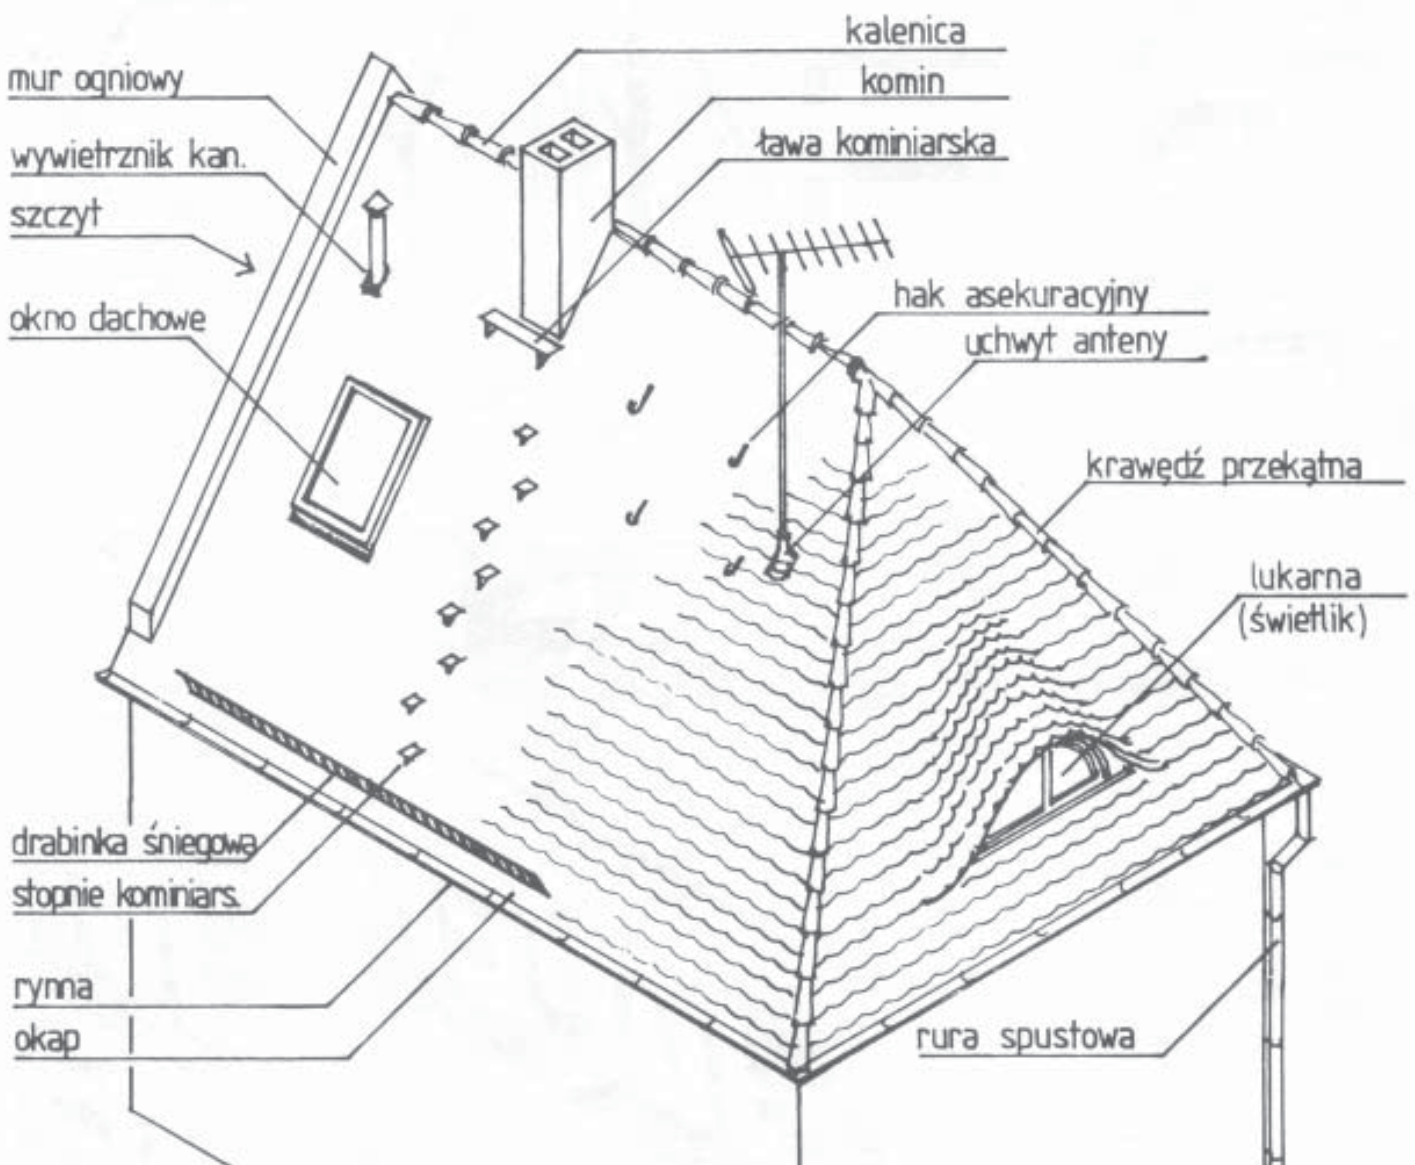 kalenica
mur ogniowy
komin
wywietrznik kan.
ława kominiarska
szczyt
hak asekuracyjny
okno dachowe
uchwyt anteny
krawędź przekątna
lukarna
(świetlik)
drabinka śniegowa
stopnie kominiars.
rynna
okap
rura spustowa